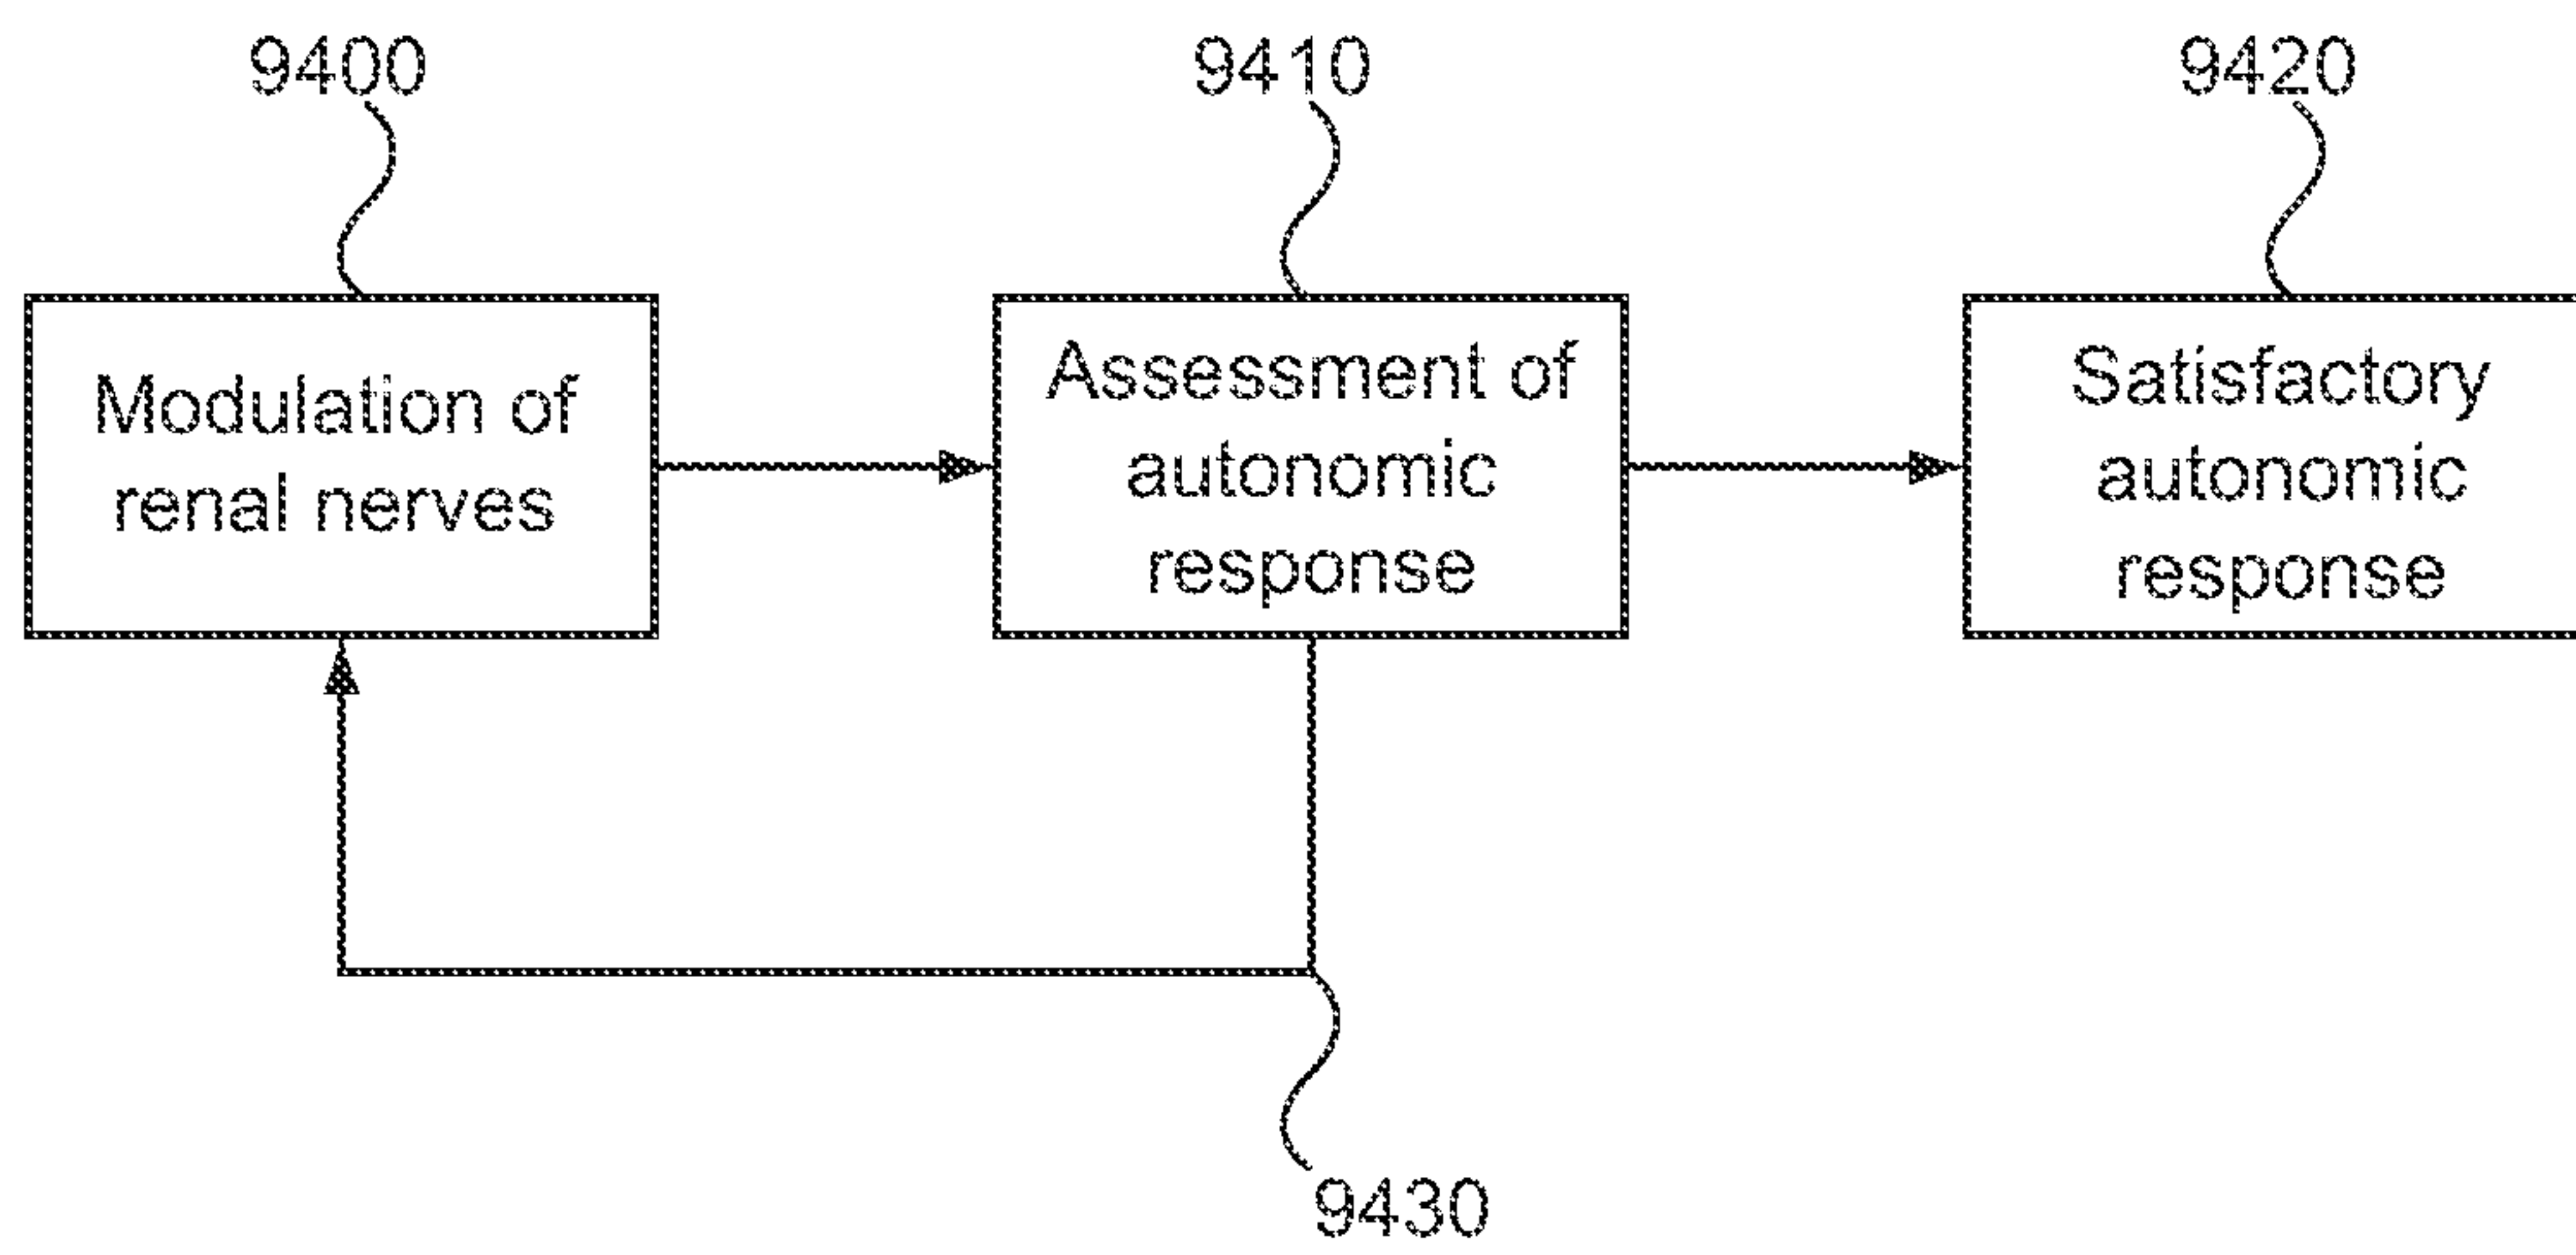 9400
9410
9420
Modulation of
renal nerves
Assessment of
autonomic
response
Satisfactory
autonomic
response
9430